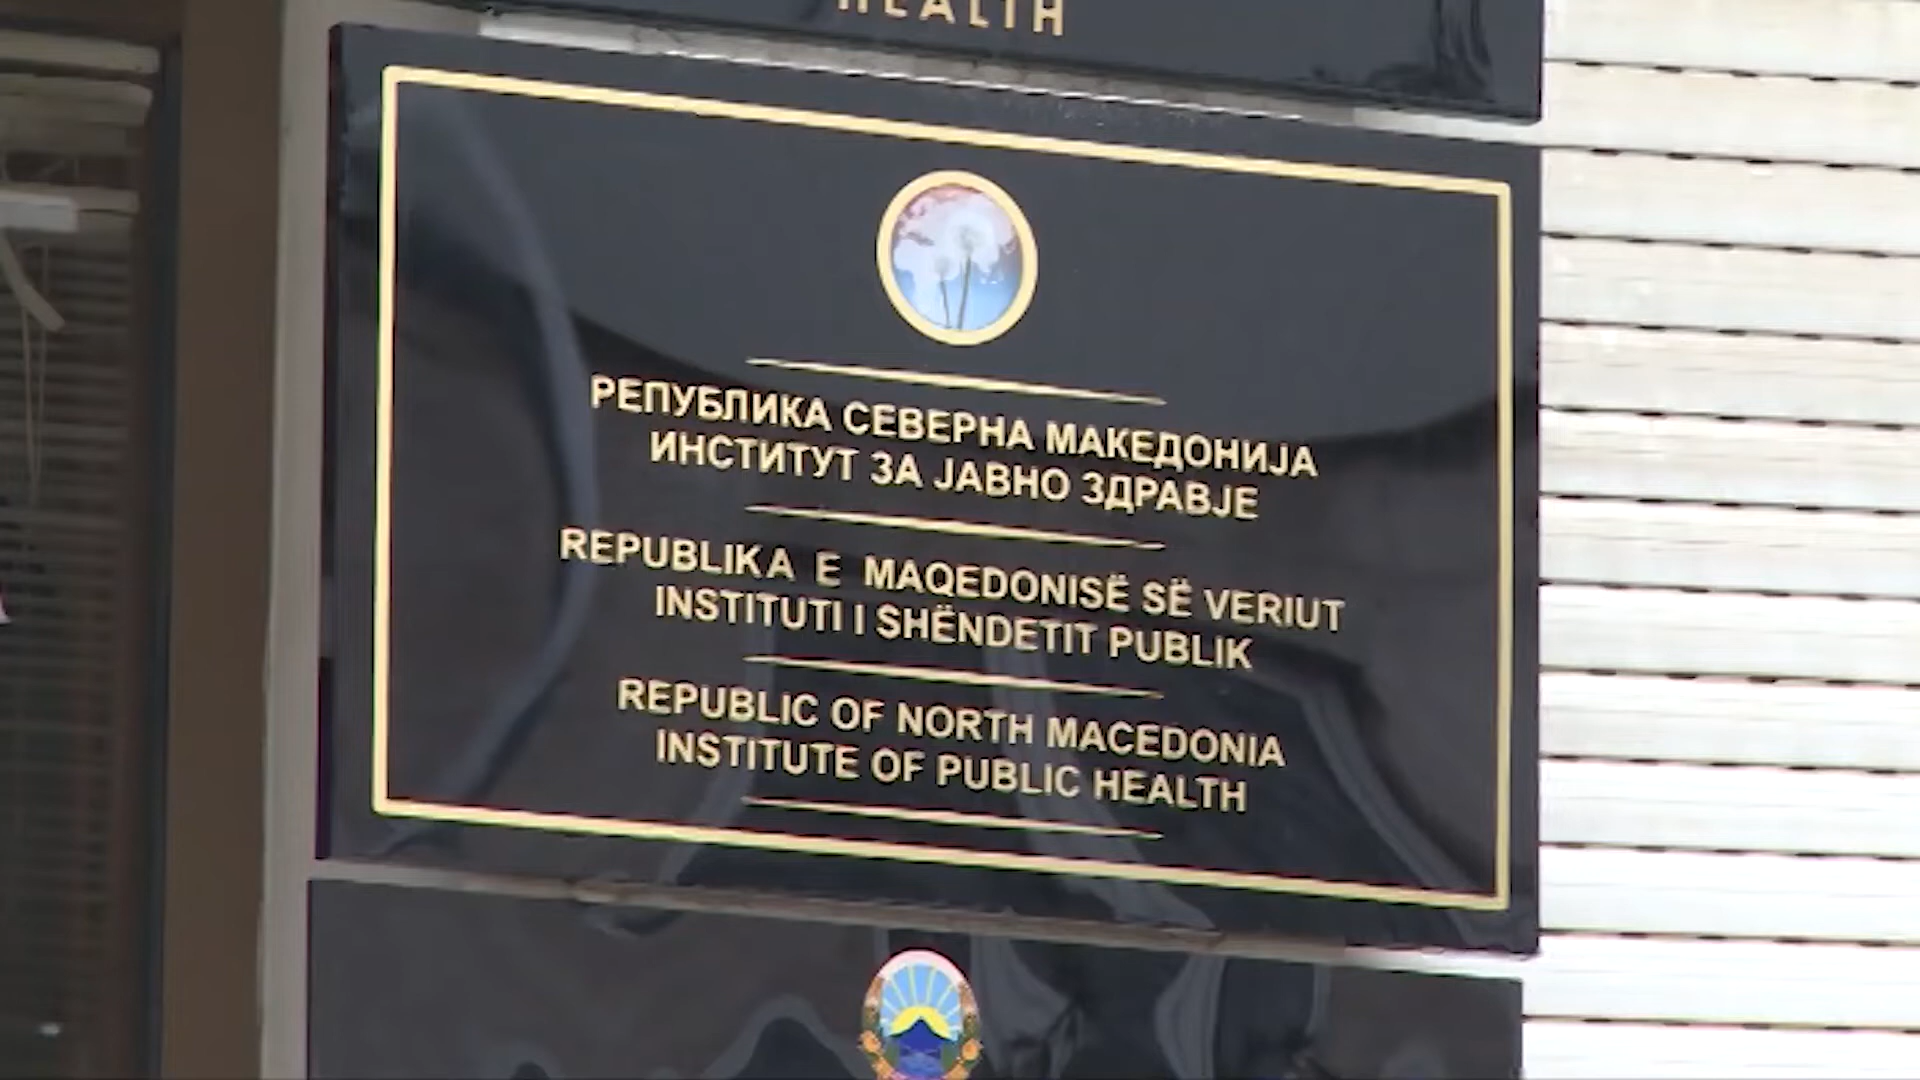 HEALTH
РЕПУБЛИКА СЕВЕРНА МАКЕДОНИЈА
ИНСТИТУТ ЗА ЈАВНО ЗДРАВЈЕ
REPUBLIKA E MAQEDONISË SË VERIUT
INSTITUTI I SHËNDETIT PUBLIK
REPUBLIC OF NORTH MACEDONIA
INSTITUTE OF PUBLIC HEALTH